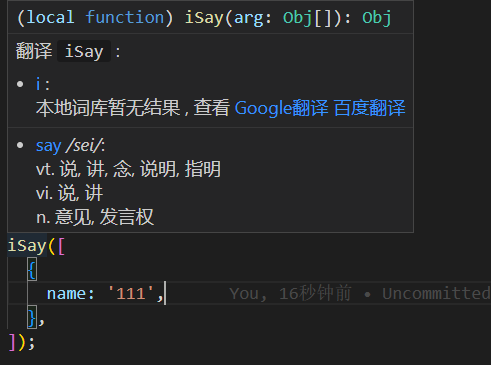 (local function) iSay(arg: Obj[]): Obj
翻译 iSay :
• i :
本地词库暂无结果 , 查看 Google翻译 百度翻译
• say /sei/:
vt. 说, 讲, 念, 说明, 指明
vi. 说, 讲
n. 意见, 发言权
iSay([
{
name: '111', You, 16秒钟前 • Uncommitted
},
]);